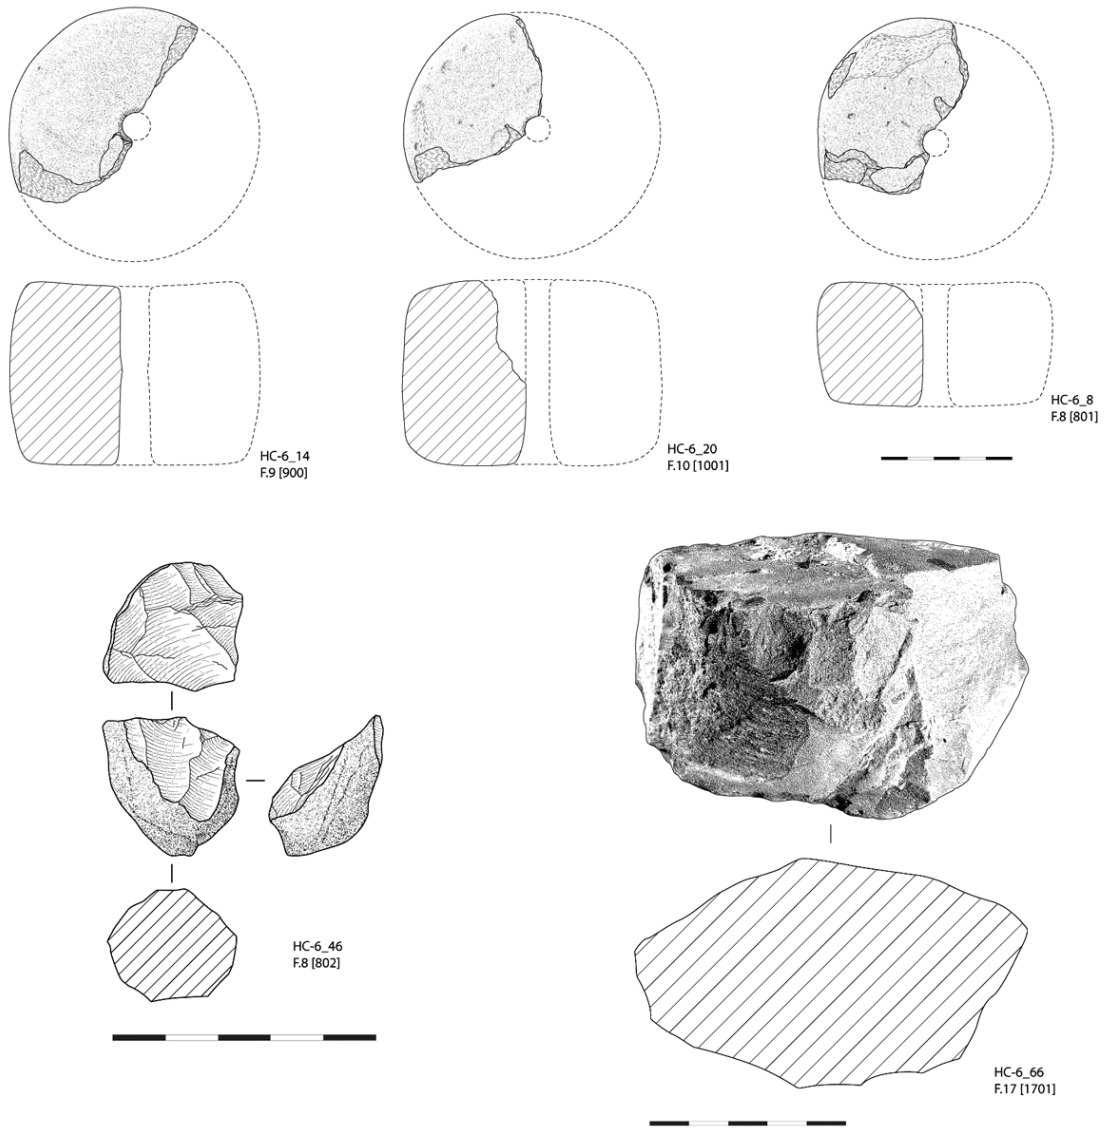 HC-6_14
F.9 [900]
HC-6_20
F.10 [1001]
HC-6_8
F.8 [801]
HC-6_46
F.8 [802]
HC-6_66
F.17 [1701]